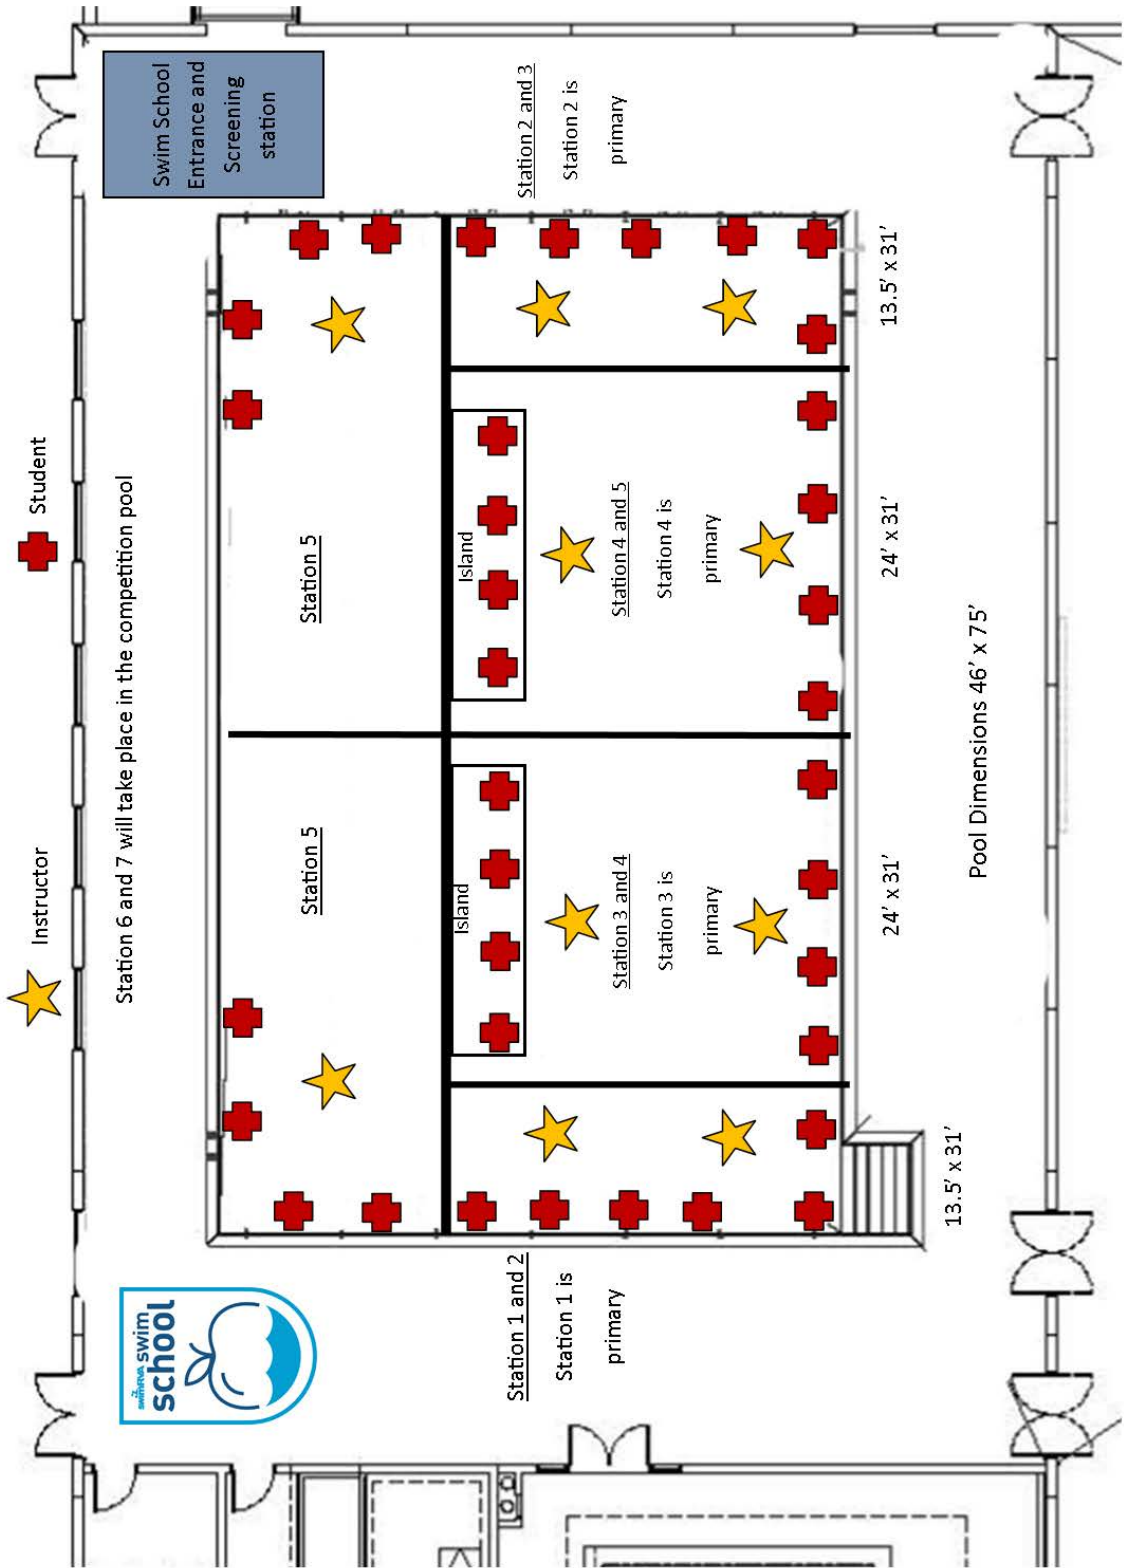 Instructor
Student
Station 6 and 7 will take place in the competition pool
swimRVA swim
school
Swim School
Entrance and
Screening
station
Station 5
Station 5
Island
Island
Station 1 and 2
Station 1 is
primary
Station 3 and 4
Station 3 is
primary
Station 4 and 5
Station 4 is
primary
Station 2 and 3
Station 2 is
primary
13.5’ x 31’
24’ x 31’
24’ x 31’
13.5’ x 31’
Pool Dimensions 46’ x 75’